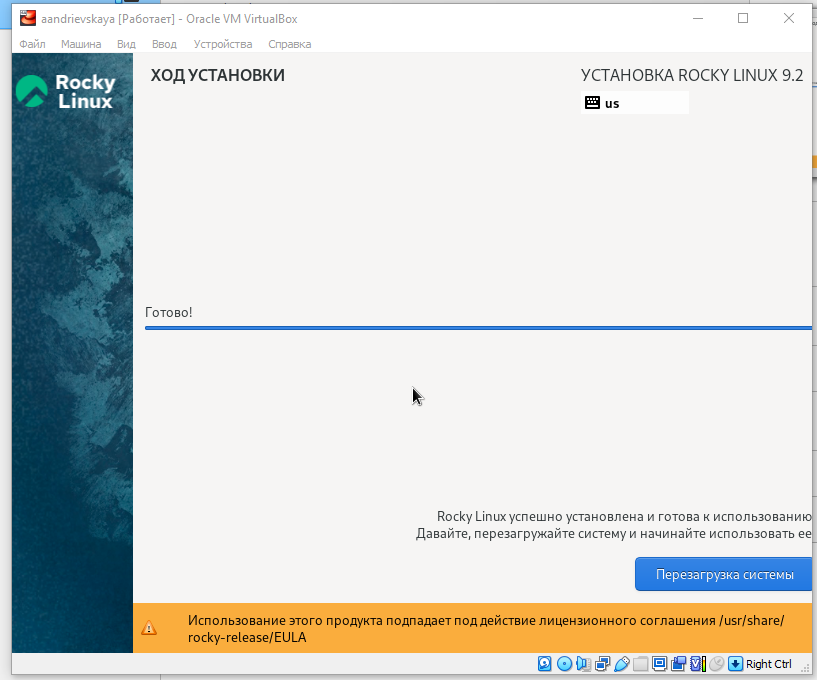 aandrievskaya [Работает] - Oracle VM VirtualBox
Файл Машина Вид Ввод Устройства Справка
Rocky
Linux
ХОД УСТАНОВКИ
УСТАНОВКА ROCKY LINUX 9.2
us
Готово!
Rocky Linux успешно установлена и готова к использованию
Давайте, перезагружайте систему и начинайте использовать ее
Перезагрузка системы
Использование этого продукта подпадает под действие лицензионного соглашения /usr/share/
rocky-release/EULA
Right Ctrl